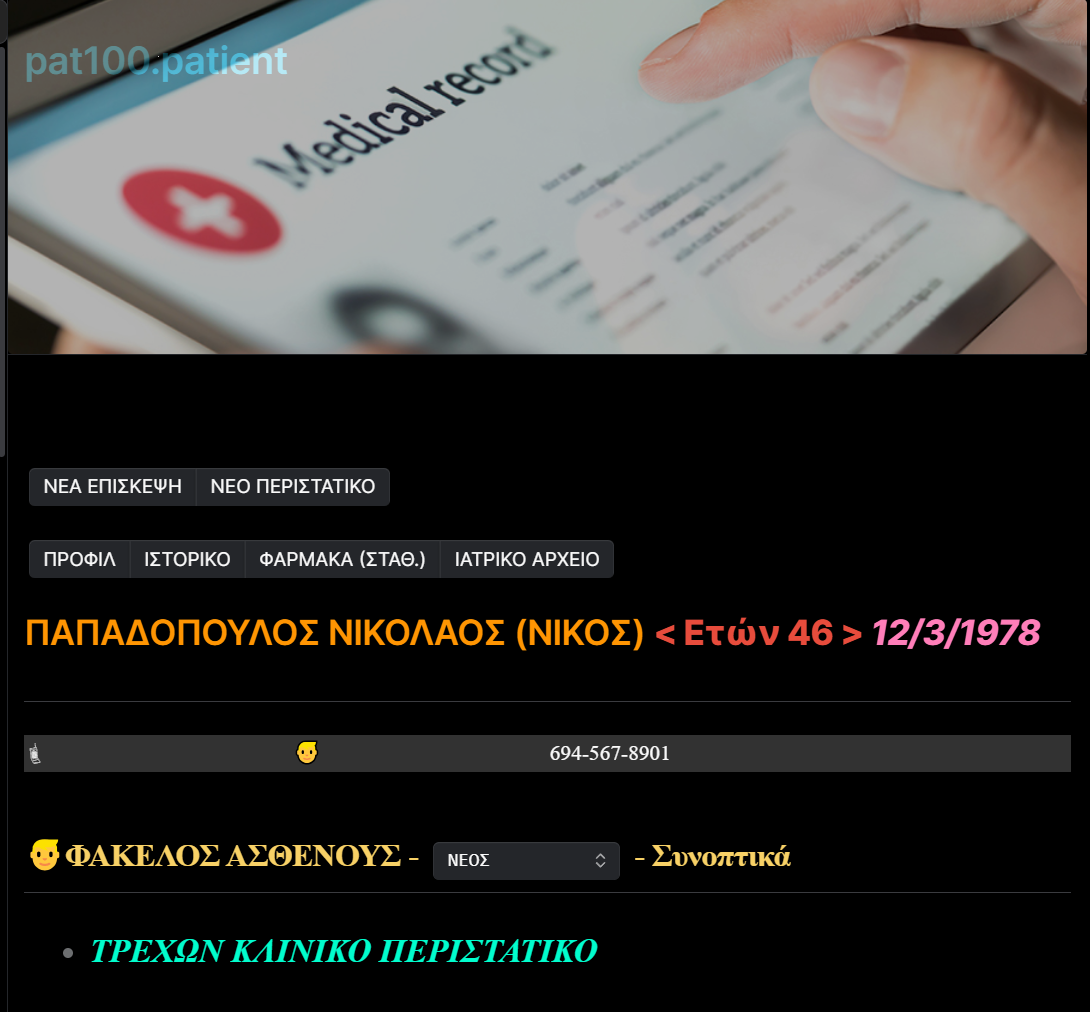 pat100.patient
Medical record
ΝΕΑ ΕΠΙΣΚΕΨΗ ΝΕΟ ΠΕΡΙΣΤΑΤΙΚΟ
ΠΡΟΦΙΛ ΙΣΤΟΡΙΚΟ ΦΑΡΜΑΚΑ (ΣΤΑΘ.) ΙΑΤΡΙΚΟ ΑΡΧΕΙΟ
ΠΑΠΑΔΟΠΟΥΛΟΣ ΝΙΚΟΛΑΟΣ (ΝΙΚΟΣ) < Ετών 46 > 12/3/1978
694-567-8901
ΦΑΚΕΛΟΣ ΑΣΘΕΝΟΥΣ - ΝΕΟΣ - Συνοπτικά
ΤΡΕΧΩΝ ΚΛΙΝΙΚΟ ΠΕΡΙΣΤΑΤΙΚΟ